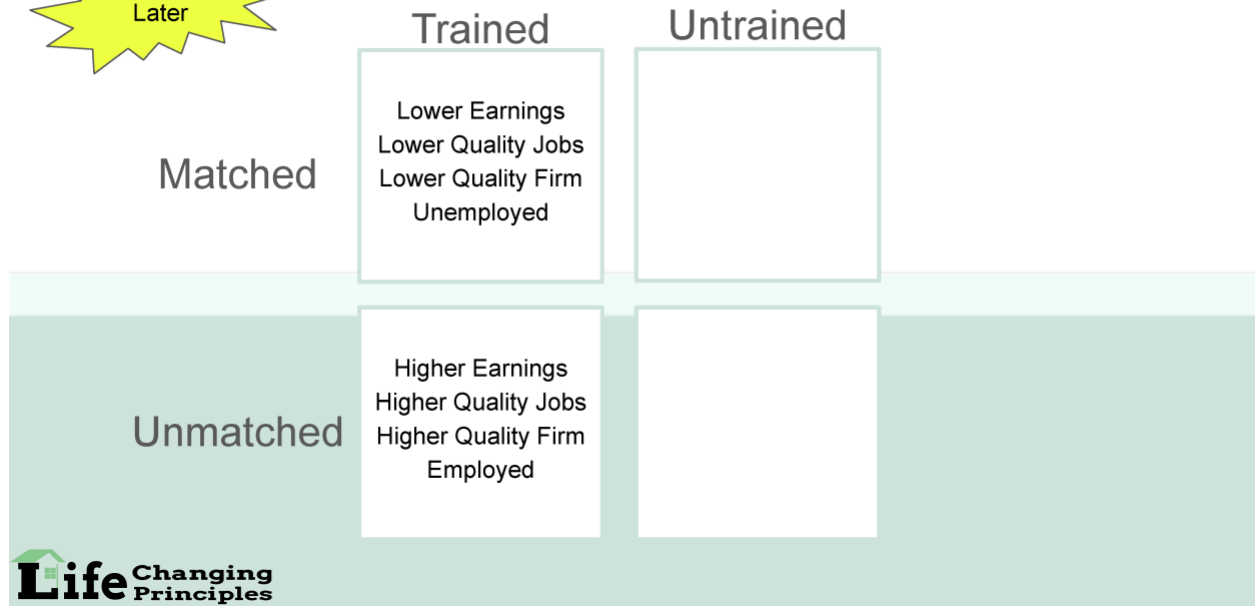 Later
Trained
Untrained
Matched
Lower Earnings
Lower Quality Jobs
Lower Quality Firm
Unemployed
Unmatched
Higher Earnings
Higher Quality Jobs
Higher Quality Firm
Employed
Life Changing
Principles